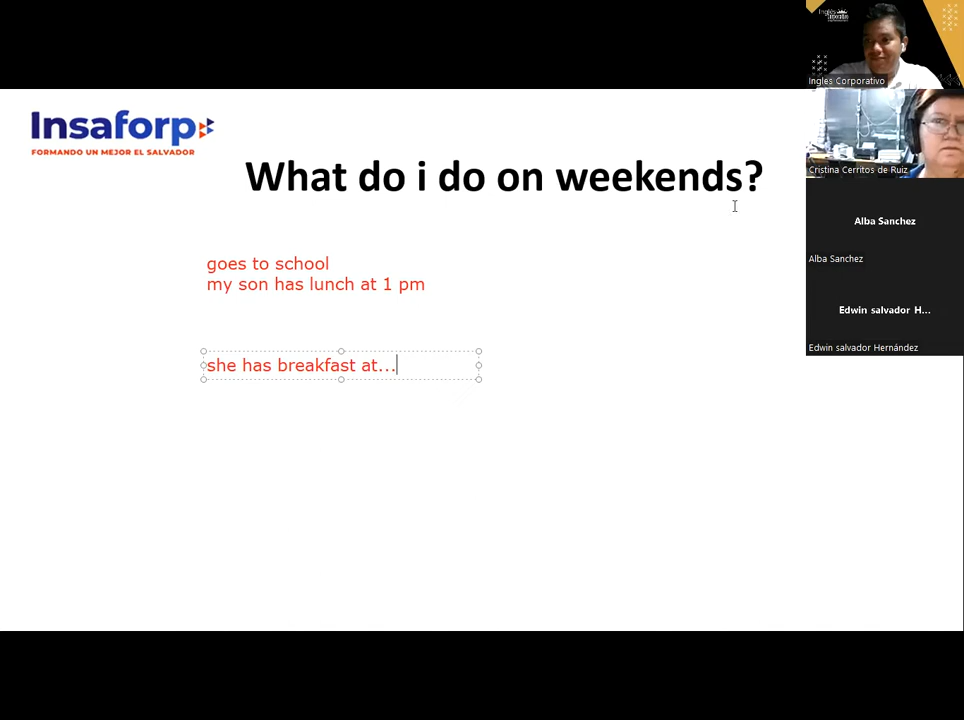 Insaforp
FORMANDO UN MEJOR EL SALVADOR
What do i do on weekends?
goes to school
my son has lunch at 1 pm
she has breakfast at...
Inglés
Corporativo
Ingles Corporativo
Cristina Cerritos de Ruiz
Alba Sanchez
Alba Sanchez
Edwin salvador H...
Edwin salvador Hernández